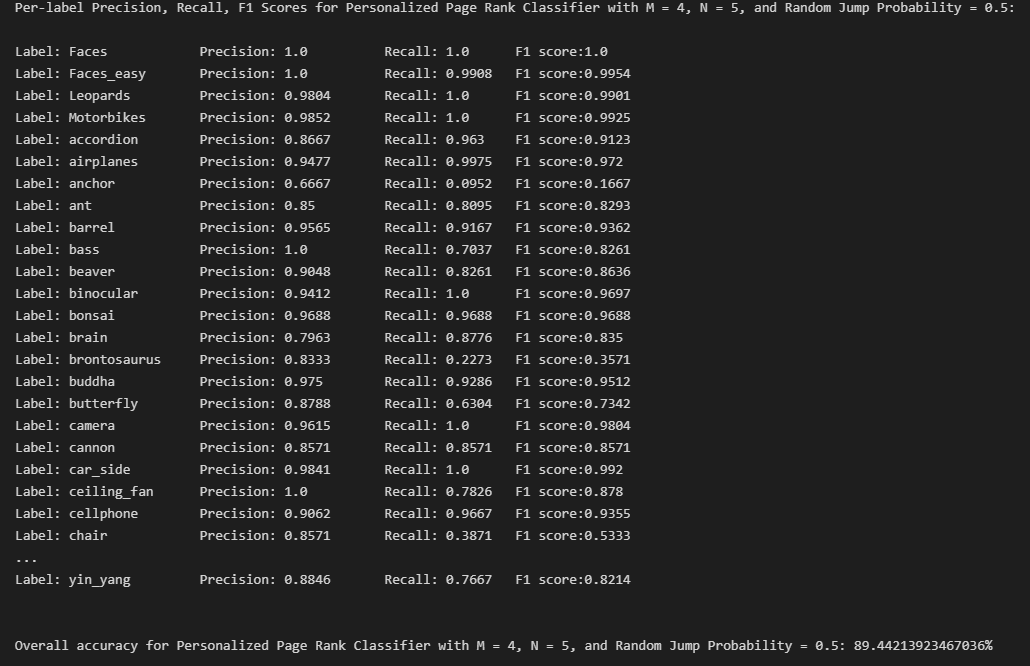 Per-label Precision, Recall, F1 Scores for Personalized Page Rank Classifier with M = 4, N = 5, and Random Jump Probability = 0.5:
Label: Faces Precision: 1.0 Recall: 1.0 F1 score:1.0
Label: Faces_easy Precision: 1.0 Recall: 0.9908 F1 score:0.9954
Label: Leopards Precision: 0.9804 Recall: 1.0 F1 score:0.9901
Label: Motorbikes Precision: 0.9852 Recall: 1.0 F1 score:0.9925
Label: accordion Precision: 0.8667 Recall: 0.963 F1 score:0.9123
Label: airplanes Precision: 0.9477 Recall: 0.9975 F1 score:0.972
Label: anchor Precision: 0.6667 Recall: 0.0952 F1 score:0.1667
Label: ant Precision: 0.85 Recall: 0.8095 F1 score:0.8293
Label: barrel Precision: 0.9565 Recall: 0.9167 F1 score:0.9362
Label: bass Precision: 1.0 Recall: 0.7037 F1 score:0.8261
Label: beaver Precision: 0.9048 Recall: 0.8261 F1 score:0.8636
Label: binocular Precision: 0.9412 Recall: 1.0 F1 score:0.9697
Label: bonsai Precision: 0.9688 Recall: 0.9688 F1 score:0.9688
Label: brain Precision: 0.7963 Recall: 0.8776 F1 score:0.835
Label: brontosaurus Precision: 0.8333 Recall: 0.2273 F1 score:0.3571
Label: buddha Precision: 0.975 Recall: 0.9286 F1 score:0.9512
Label: butterfly Precision: 0.8788 Recall: 0.6304 F1 score:0.7342
Label: camera Precision: 0.9615 Recall: 1.0 F1 score:0.9804
Label: cannon Precision: 0.8571 Recall: 0.8571 F1 score:0.8571
Label: car_side Precision: 0.9841 Recall: 1.0 F1 score:0.992
Label: ceiling_fan Precision: 1.0 Recall: 0.7826 F1 score:0.878
Label: cellphone Precision: 0.9062 Recall: 0.9667 F1 score:0.9355
Label: chair Precision: 0.8571 Recall: 0.3871 F1 score:0.5333
...
Label: yin_yang Precision: 0.8846 Recall: 0.7667 F1 score:0.8214
Overall accuracy for Personalized Page Rank Classifier with M = 4, N = 5, and Random Jump Probability = 0.5: 89.44213923467036%